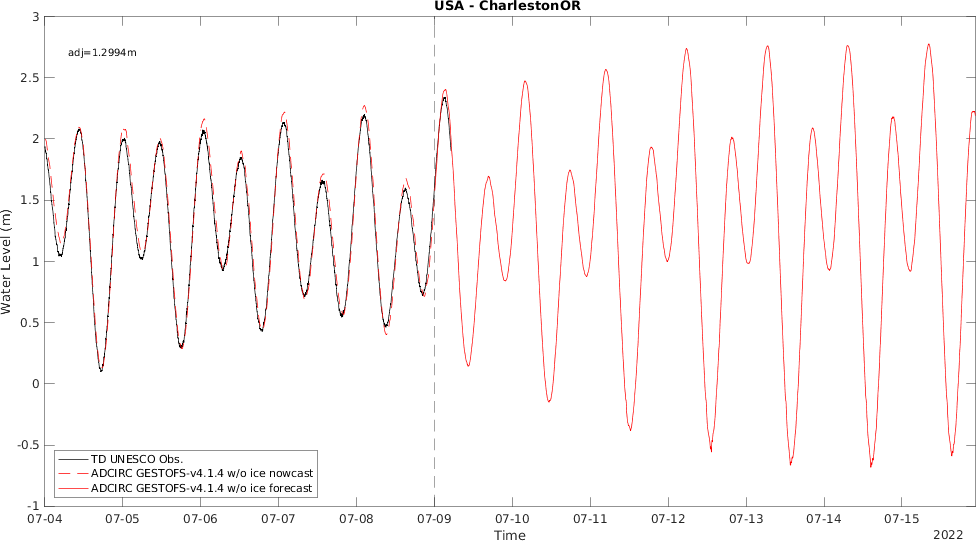 USA - CharlestonOR
adj=1.2994m
3
2.5
2
1.5
1
0.5
0
-0.5
-1
Water Level (m)
TD UNESCO Obs.
ADCIRC GESTOFS-v4.1.4 w/o ice nowcast
ADCIRC GESTOFS-v4.1.4 w/o ice forecast
07-04 07-05 07-06 07-07 07-08 07-09 07-10 07-11 07-12 07-13 07-14 07-15
Time
2022